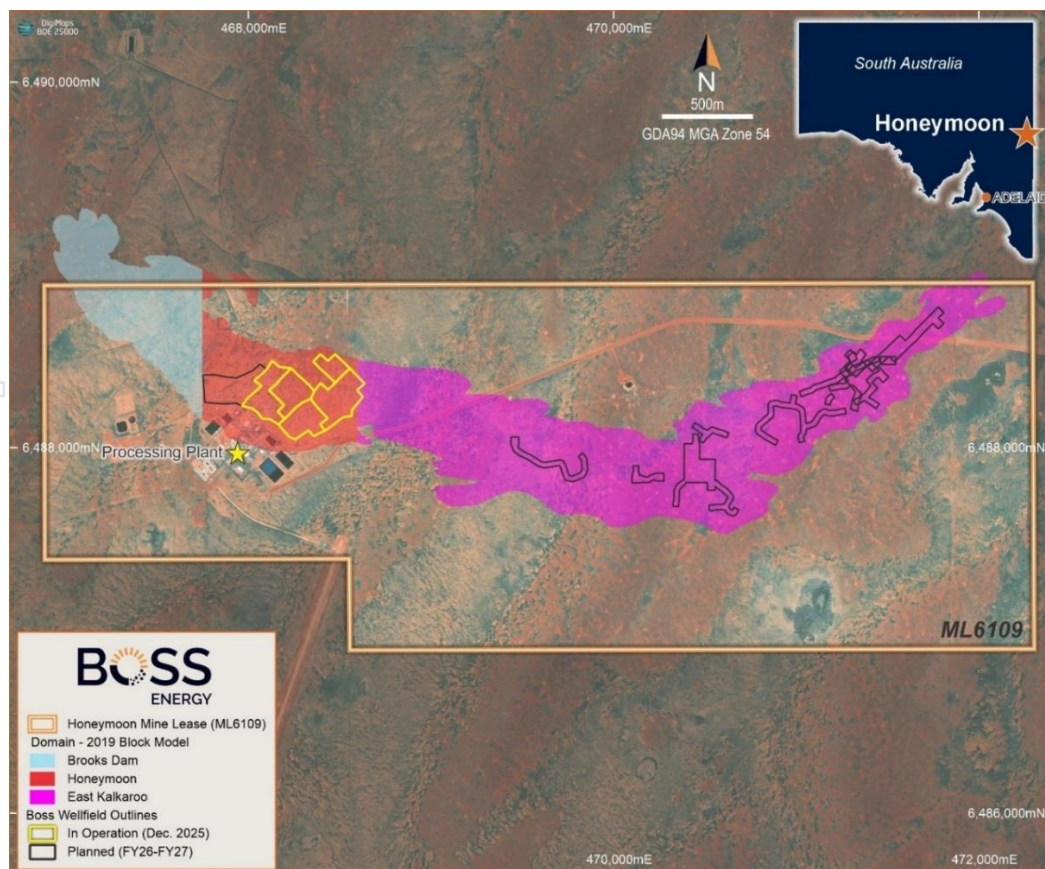 DigiMaps
BDE 25000
468,000mE
470,000mE
6,490,000mN
N
500m
GDA94 MGA Zone 54
South Australia
Honeymoon
ADELAID
Processing Plant
6,488,000mN
6,488,000mN
ML6109
BOSS
ENERGY
Honeymoon Mine Lease (ML6109)
Domain - 2019 Block Model
Brooks Dam
Honeymoon
East Kalkaroo
Boss Wellfield Outlines
In Operation (Dec. 2025)
Planned (FY26-FY27)
6,486,000mN
470,000mE
472,000mE